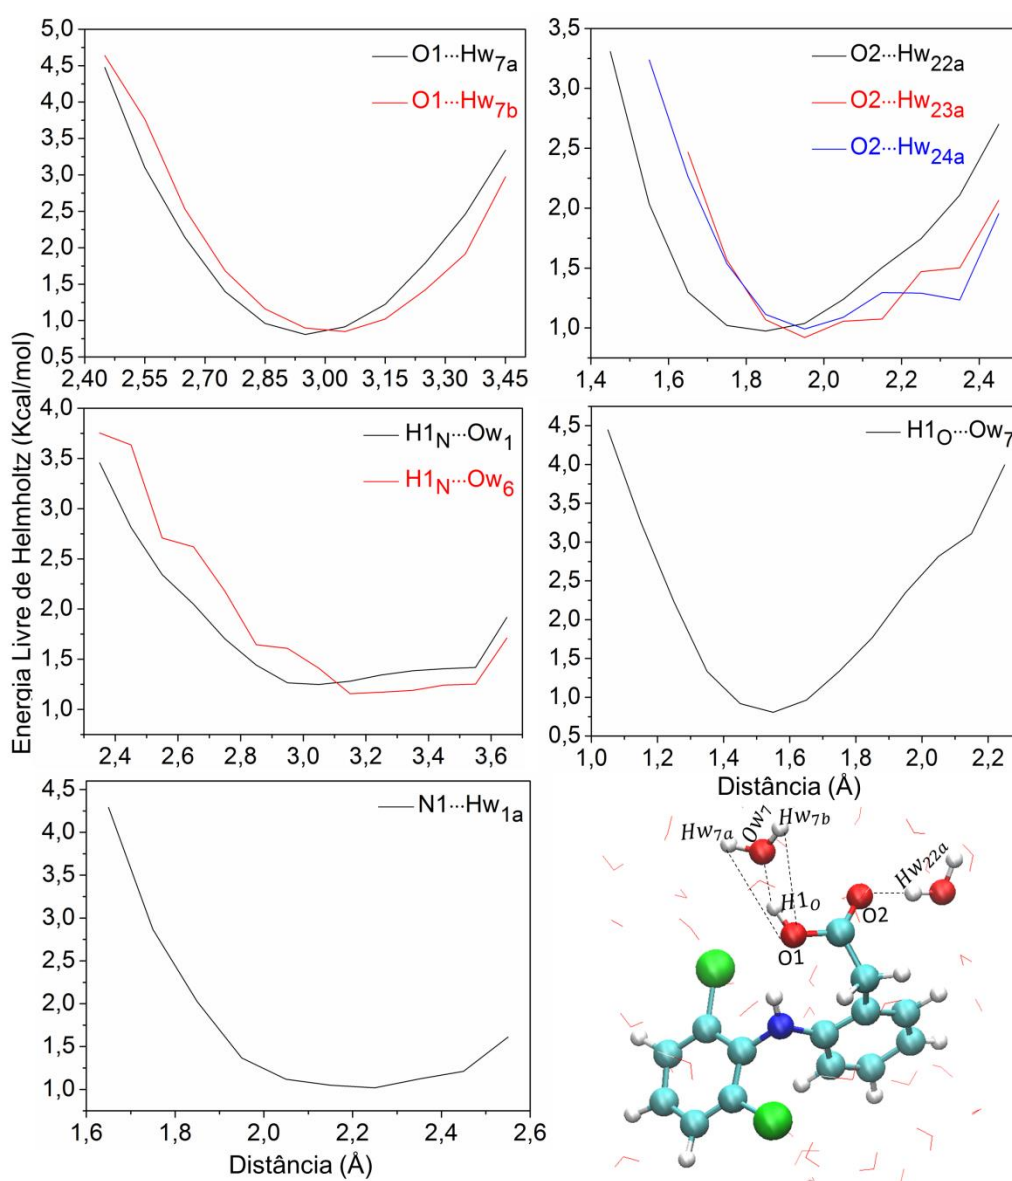 Energia Livre de Helmholtz (Kcal/mol)
5,0
4,5
4,0
3,5
3,0
2,5
2,0
1,5
1,0
0,5
O1···Hw7a
O1···Hw7b
2,40 2,55 2,70 2,85 3,00 3,15 3,30 3,45
3,5
3,0
2,5
2,0
1,5
1,0
O2···Hw22a
O2···Hw23a
O2···Hw24a
1,4 1,6 1,8 2,0 2,2 2,4
4,0
3,5
3,0
2,5
2,0
1,5
1,0
H1N···Ow1
H1N···Ow6
2,4 2,6 2,8 3,0 3,2 3,4 3,6
4,5
4,0
3,5
3,0
2,5
2,0
1,5
1,0
0,5
H1O···Ow7
1,0 1,2 1,4 1,6 1,8 2,0 2,2
Distância (Å)
4,5
4,0
3,5
3,0
2,5
2,0
1,5
1,0
N1···Hw1a
1,6 1,8 2,0 2,2 2,4 2,6
Distância (Å)
Hw7a
Ow7
Hw7b
Hw22a
H1O
O2
O1